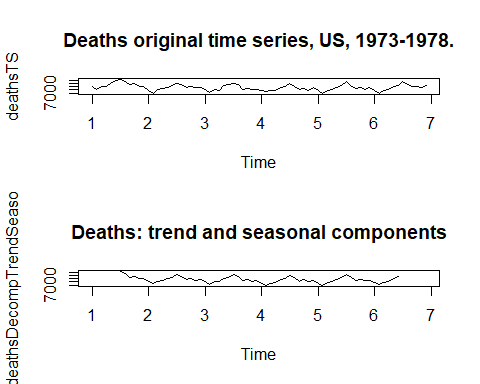 Deaths original time series, US, 1973-1978.
deathsTS
7000
1 2 3 4 5 6 7
Time
Deaths: trend and seasonal components
deathsDecompTrendSeaso
7000
1 2 3 4 5 6 7
Time